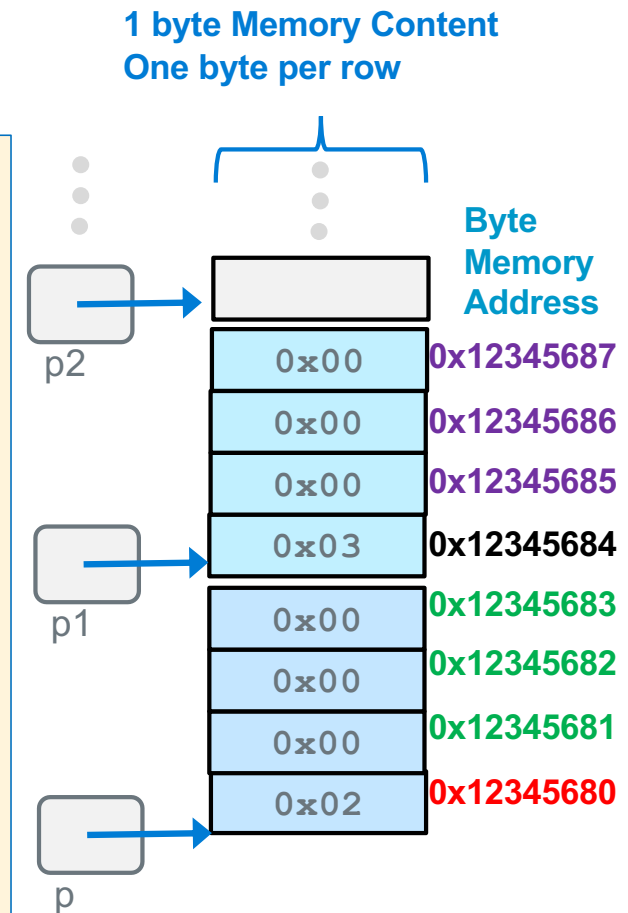 1 byte Memory Content
One byte per row
Byte
Memory
Address
p2
0x00 0x12345687
0x00 0x12345686
0x00 0x12345685
0x03 0x12345684
p1
0x00 0x12345683
0x00 0x12345682
0x00 0x12345681
0x02 0x12345680
p